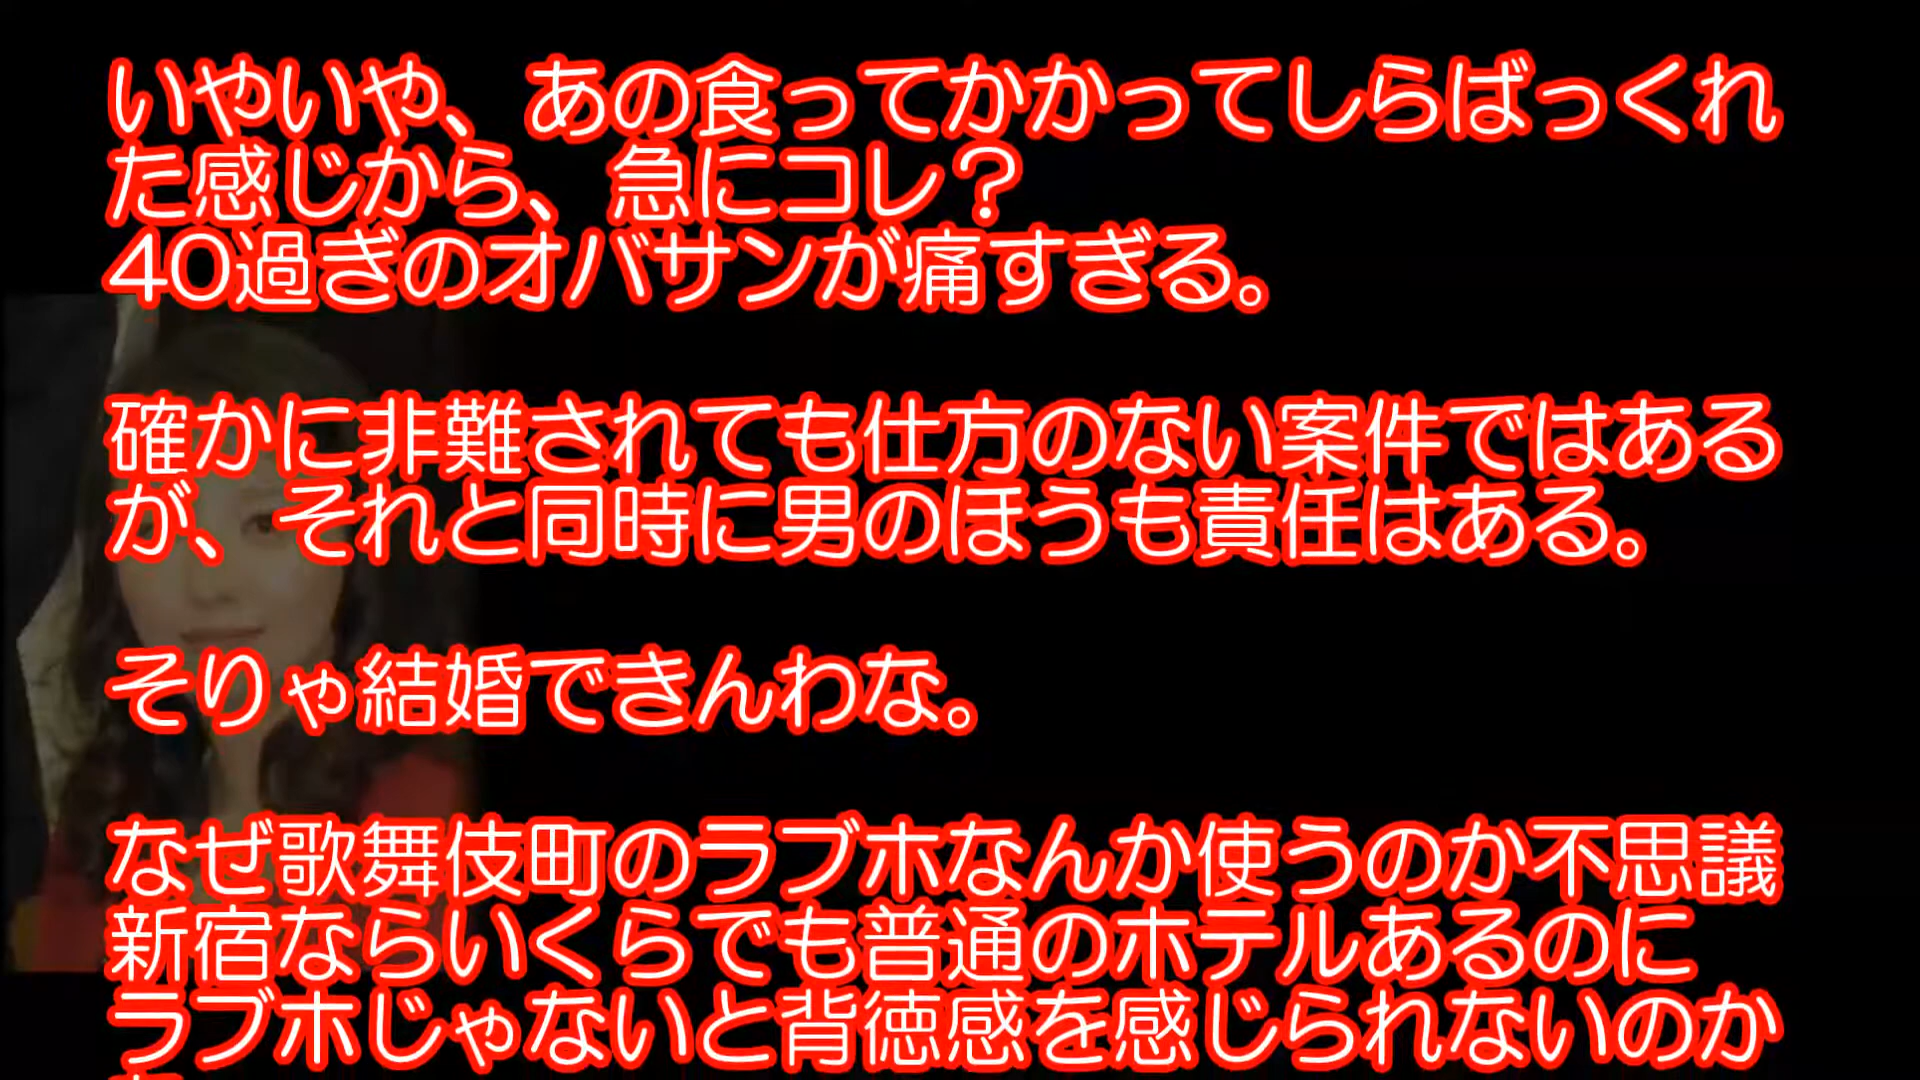 いやいや、あの食ってかかってしらばっくれ
た感じから、急にコレ？
40過ぎのオバサンが痛すぎる。
確かに非難されても仕方のない案件ではある
が、それと同時に男のほうも責任はある。
そりゃ結婚できんわな。
なぜ歌舞伎町のラブホなんか使うのか不思議
新宿ならいくらでも普通のホテルあるのに
ラブホじゃないと背徳感を感じられないのか